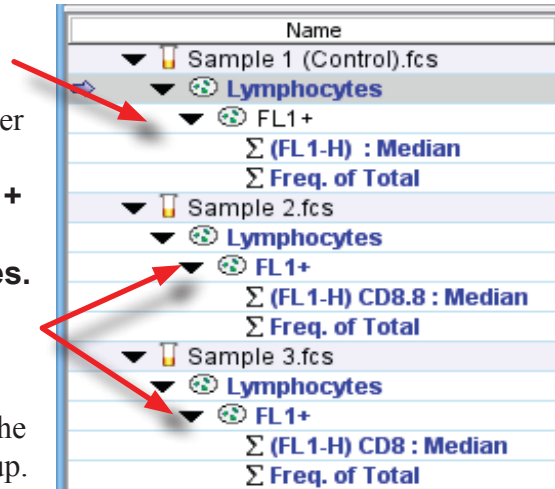 Name
Sample 1 (Control).fcs
Lymphocytes
FL1+
Σ (FL1-H) : Median
Σ Freq. of Total
Sample 2.fcs
Lymphocytes
FL1+
Σ (FL1-H) CD8.8 : Median
Σ Freq. of Total
Sample 3.fcs
Lymphocytes
FL1+
Σ (FL1-H) CD8 : Median
Σ Freq. of Total
er
+
es.
he
up.